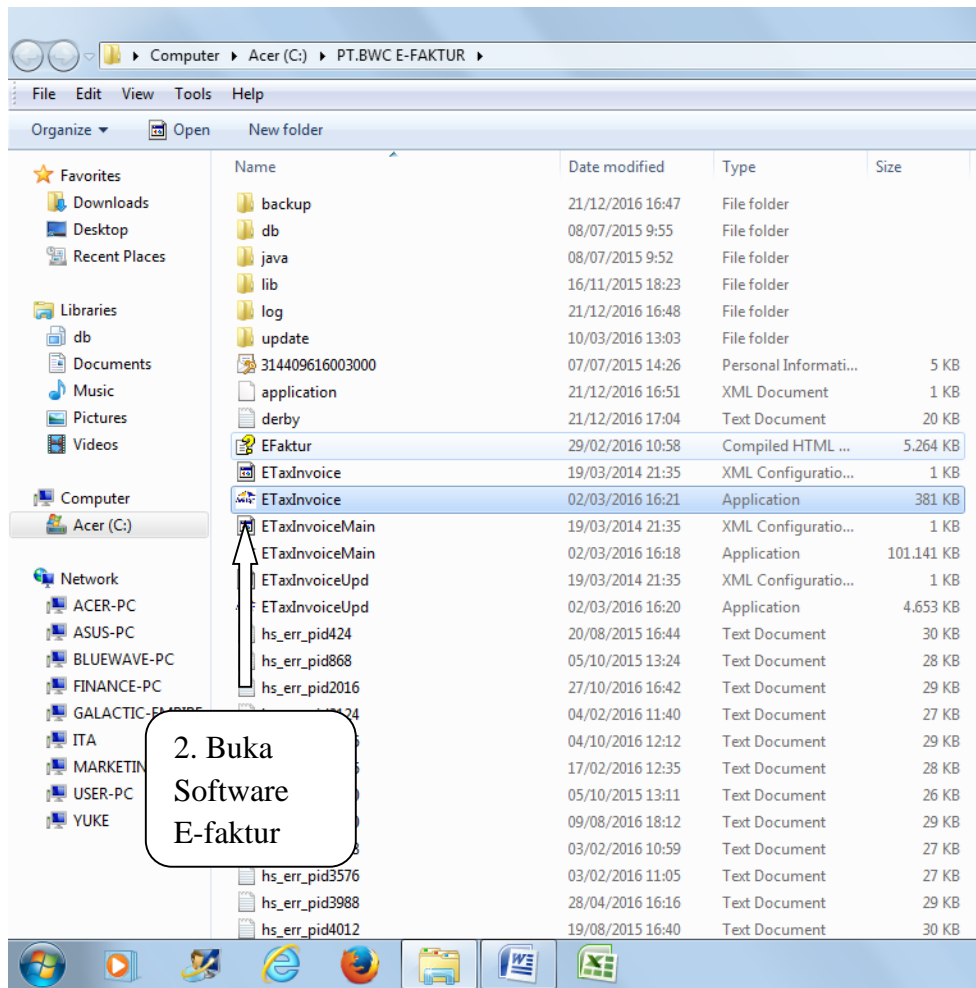 Computer ▸ Acer (C:) ▸ PT.BWC E-FAKTUR ▸
File Edit View Tools Help
Organize Open New folder
Name Date modified Type Size
Favorites
Downloads
Desktop
Recent Places
Libraries
db
Documents
Music
Pictures
Videos
Computer
Acer (C:)
Network
ACER-PC
ASUS-PC
BLUEWAVE-PC
FINANCE-PC
ITA
USER-PC
YUKE
backup 21/12/2016 16:47 File folder
db 08/07/2015 9:55 File folder
java 08/07/2015 9:52 File folder
lib 16/11/2015 18:23 File folder
log 21/12/2016 16:48 File folder
update 10/03/2016 13:03 File folder
314409616003000 07/07/2015 14:26 Personal Informati... 5 KB
application 21/12/2016 16:51 XML Document 1 KB
derby 21/12/2016 17:04 Text Document 20 KB
EFaktur 29/02/2016 10:58 Compiled HTML ... 5.264 KB
ETaxInvoice 19/03/2014 21:35 XML Configuratio... 1 KB
ETaxInvoice 02/03/2016 16:21 Application 381 KB
ETaxInvoiceMain 19/03/2014 21:35 XML Configuratio... 1 KB
ETaxInvoiceMain 02/03/2016 16:18 Application 101.141 KB
ETaxInvoiceUpd 19/03/2014 21:35 XML Configuratio... 1 KB
ETaxInvoiceUpd 02/03/2016 16:20 Application 4.653 KB
hs_err_pid424 20/08/2015 16:44 Text Document 30 KB
hs_err_pid868 05/10/2015 13:24 Text Document 28 KB
hs_err_pid2016 27/10/2016 16:42 Text Document 29 KB
04/02/2016 11:40 Text Document 27 KB
04/10/2016 12:12 Text Document 29 KB
17/02/2016 12:35 Text Document 28 KB
05/10/2015 13:11 Text Document 26 KB
09/08/2016 18:12 Text Document 29 KB
03/02/2016 10:59 Text Document 27 KB
hs_err_pid3576 03/02/2016 11:05 Text Document 27 KB
hs_err_pid3988 28/04/2016 16:16 Text Document 29 KB
hs_err_pid4012 19/08/2015 16:40 Text Document 30 KB
2. Buka
Software
E-faktur